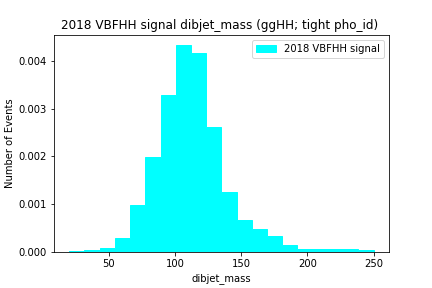 2018 VBFHH signal dibjet_mass (ggHH; tight pho_id)
2018 VBFHH signal
Number of Events
0.004
0.003
0.002
0.001
0.000
50 100 150 200 250
dibjet_mass